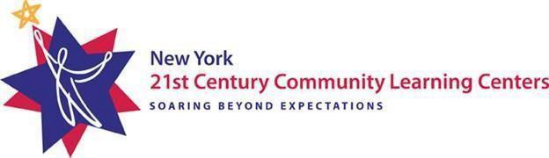 New York
21st Century Community Learning Centers
SOARING BEYOND EXPECTATIONS